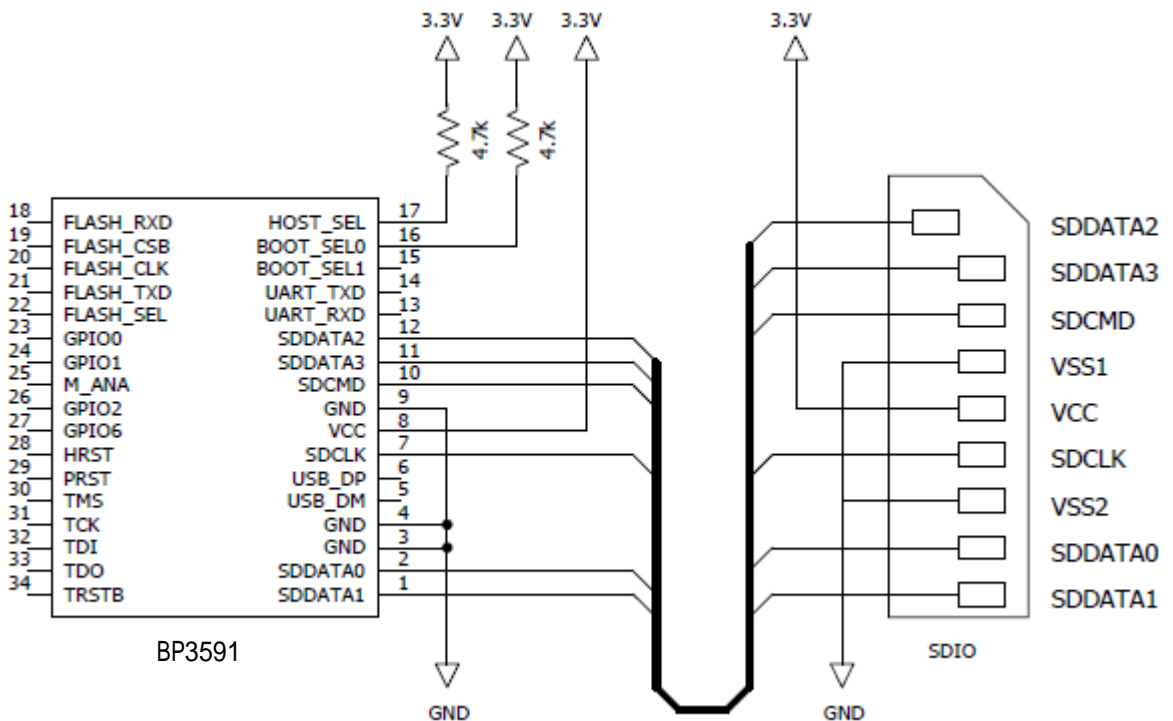 3.3V 3.3V 3.3V 3.3V
4.7k 4.7k
18 FLASH_RXD HOST_SEL 17
19 FLASH_CSB BOOT_SEL0 16
20 FLASH_CLK BOOT_SEL1 15
21 FLASH_TXD UART_TXD 14
22 FLASH_SEL UART_RXD 13
23 GPIO0 SDDATA2 12
24 GPIO1 SDDATA3 11
25 M_ANA SDCMD 10
26 GPIO2 GND 9
27 GPIO6 VCC 8
28 HRST SDCLK 7
29 PRST USB_DP 6
30 TMS USB_DM 5
31 TCK GND 4
32 TDI GND 3
33 TDO SDDATA0 2
34 TRSTB SDDATA1 1
BP3591
GND
SDDATA2
SDDATA3
SDCMD
VSS1
VCC
SDCLK
VSS2
SDDATA0
SDDATA1
SDIO
GND